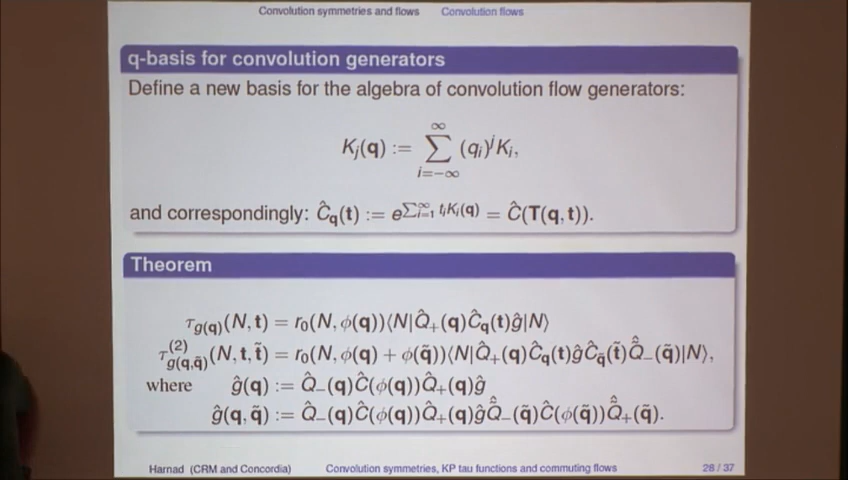 Convolution symmetries and flows Convolution flows
q-basis for convolution generators
Define a new basis for the algebra of convolution flow generators:
K_j(q) := ∑_{i=-∞}^{∞} (q_i)^j K_i,
and correspondingly: Ĉ_q(t) := e^{∑_{i=1}^{∞} t_i K_i(q)} = Ĉ(T(q, t)).
Theorem
τ_{g(q)}(N, t) = r_0(N, ϕ(q))⟨N|Q̂_+(q)Ĉ_q(t)ĝ|N⟩
τ^{(2)}_{g(q,q̃)}(N, t, t̃) = r_0(N, ϕ(q) + ϕ(q̃))⟨N|Q̂_+(q)Ĉ_q(t)ĝĈ_{q̃}(t̃)Q̃̂_-(q̃)|N⟩,
where ĝ(q) := Q̂_-(q)Ĉ(ϕ(q))Q̂_+(q)ĝ
ĝ(q, q̃) := Q̂_-(q)Ĉ(ϕ(q))Q̂_+(q)ĝQ̃̂_-(q̃)Ĉ(ϕ(q̃))Q̃̂_+(q̃).
Harnad (CRM and Concordia) Convolution symmetries, KP tau functions and commuting flows 28 / 37